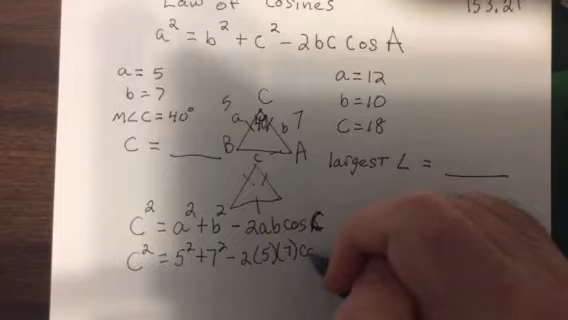 Law of Cosines
153.21
a² = b² + c² - 2bc cos A
a = 5
b = 7
m∠C = 40°
C = ____
5
C
a
40
b
7
B
c
A
a = 12
b = 10
c = 18
largest ∠ = ____
c² = a² + b² - 2ab cos C
c² = 5² + 7² - 2(5)(7) co